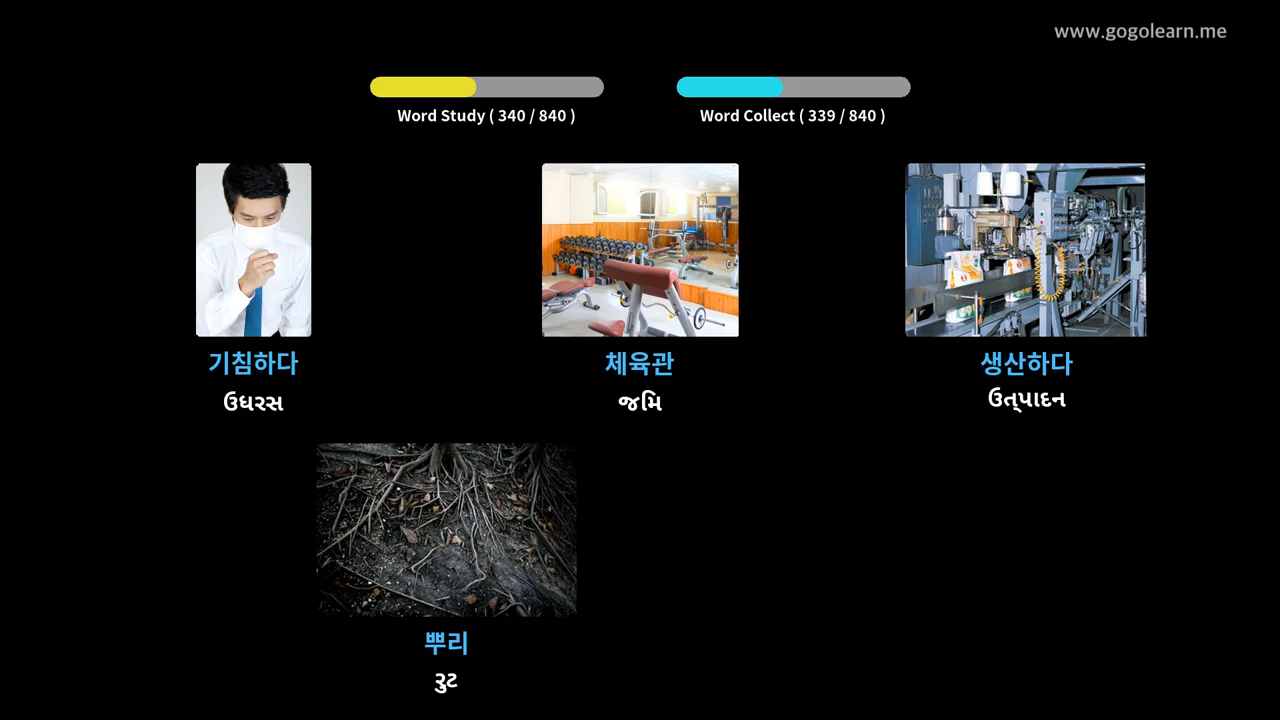 www.gogolearn.me
Word Study ( 340 / 840 )
Word Collect ( 339 / 840 )
기침하다
ઉધરસ
체육관
જમિ
생산하다
ઉત્પાદન
뿌리
રુટ